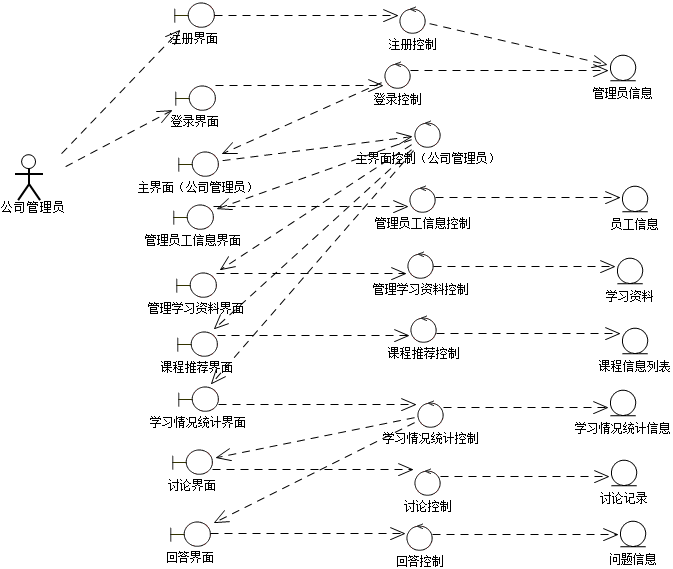 注册界面
注册控制
管理员信息
登录界面
登录控制
主界面控制（公司管理员）
主界面（公司管理员）
公司管理员
管理员工信息界面
管理员工信息控制
员工信息
管理学习资料界面
管理学习资料控制
学习资料
课程推荐界面
课程推荐控制
课程信息列表
学习情况统计界面
学习情况统计控制
学习情况统计信息
讨论界面
讨论控制
讨论记录
回答界面
回答控制
问题信息